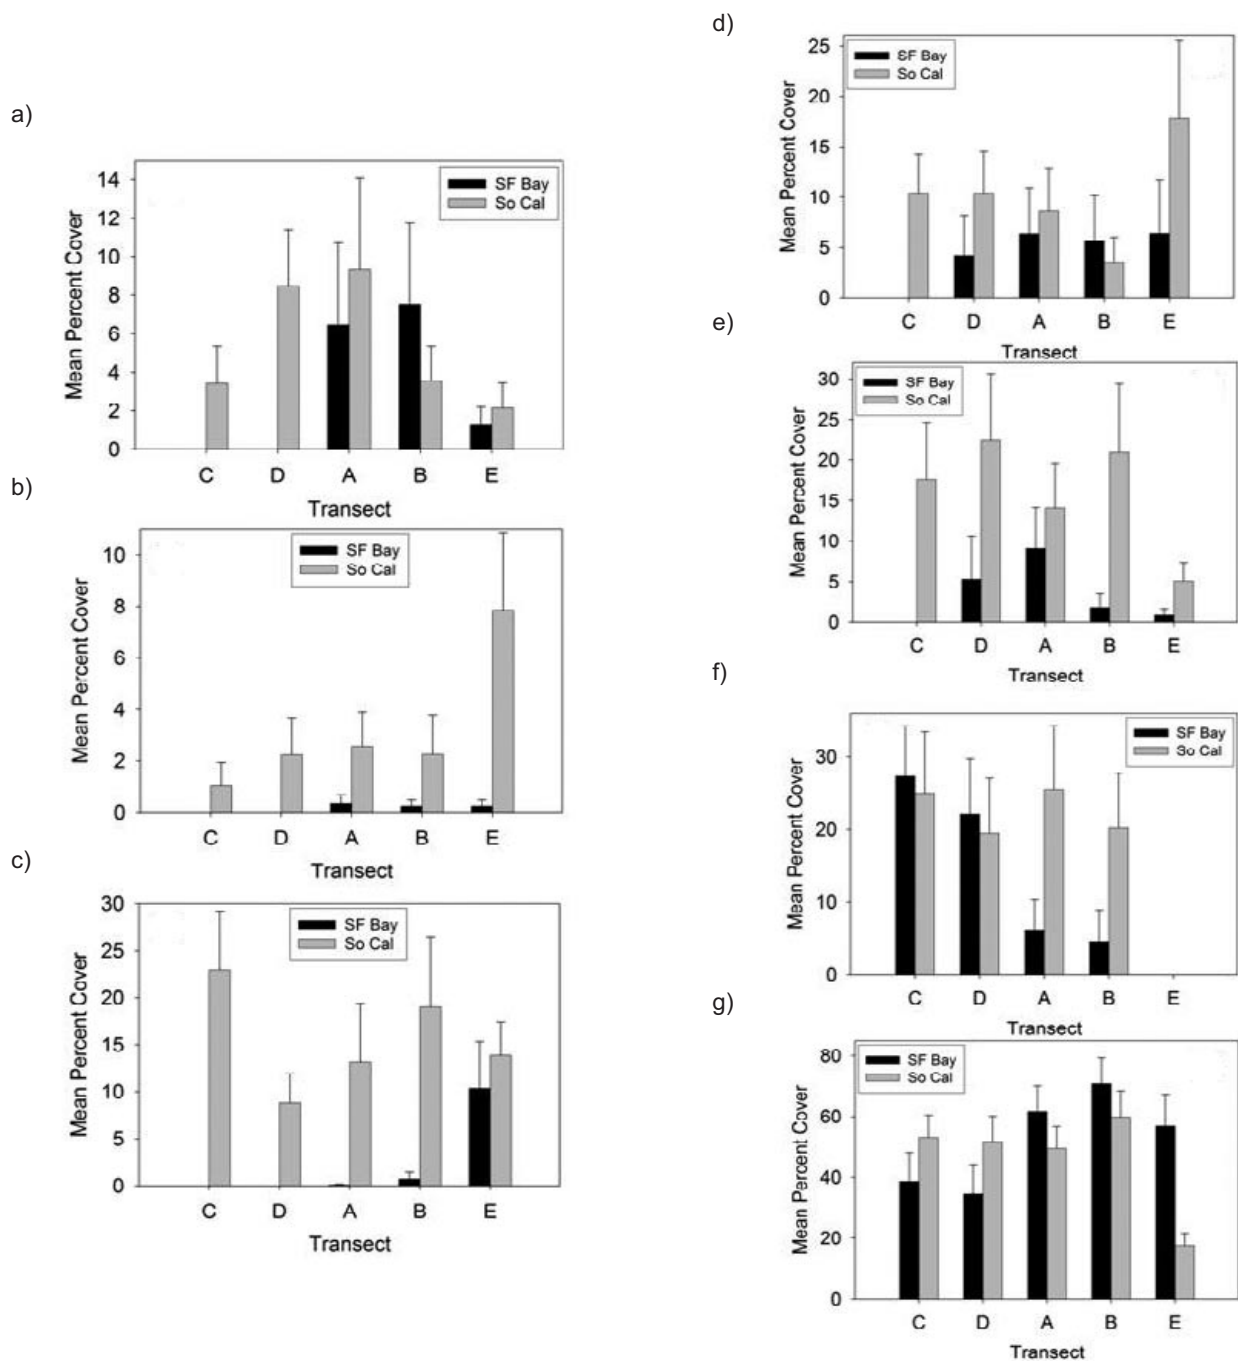 a)
SF Bay
So Cal
Mean Percent Cover
14
12
10
8
6
4
2
0
C D A B E
Transect
b)
SF Bay
So Cal
Mean Percent Cover
10
8
6
4
2
0
C D A B E
Transect
c)
SF Bay
So Cal
Mean Percent Cover
30
25
20
15
10
5
0
C D A B E
Transect
d)
SF Bay
So Cal
Mean Percent Cover
25
20
15
10
5
0
C D A B E
Transect
e)
SF Bay
So Cal
Mean Percent Cover
30
25
20
15
10
5
0
C D A B E
Transect
f)
SF Bay
So Cal
Mean Percent Cover
30
20
10
0
C D A B E
Transect
g)
SF Bay
So Cal
Mean Percent Cover
80
60
40
20
0
C D A B E
Transect